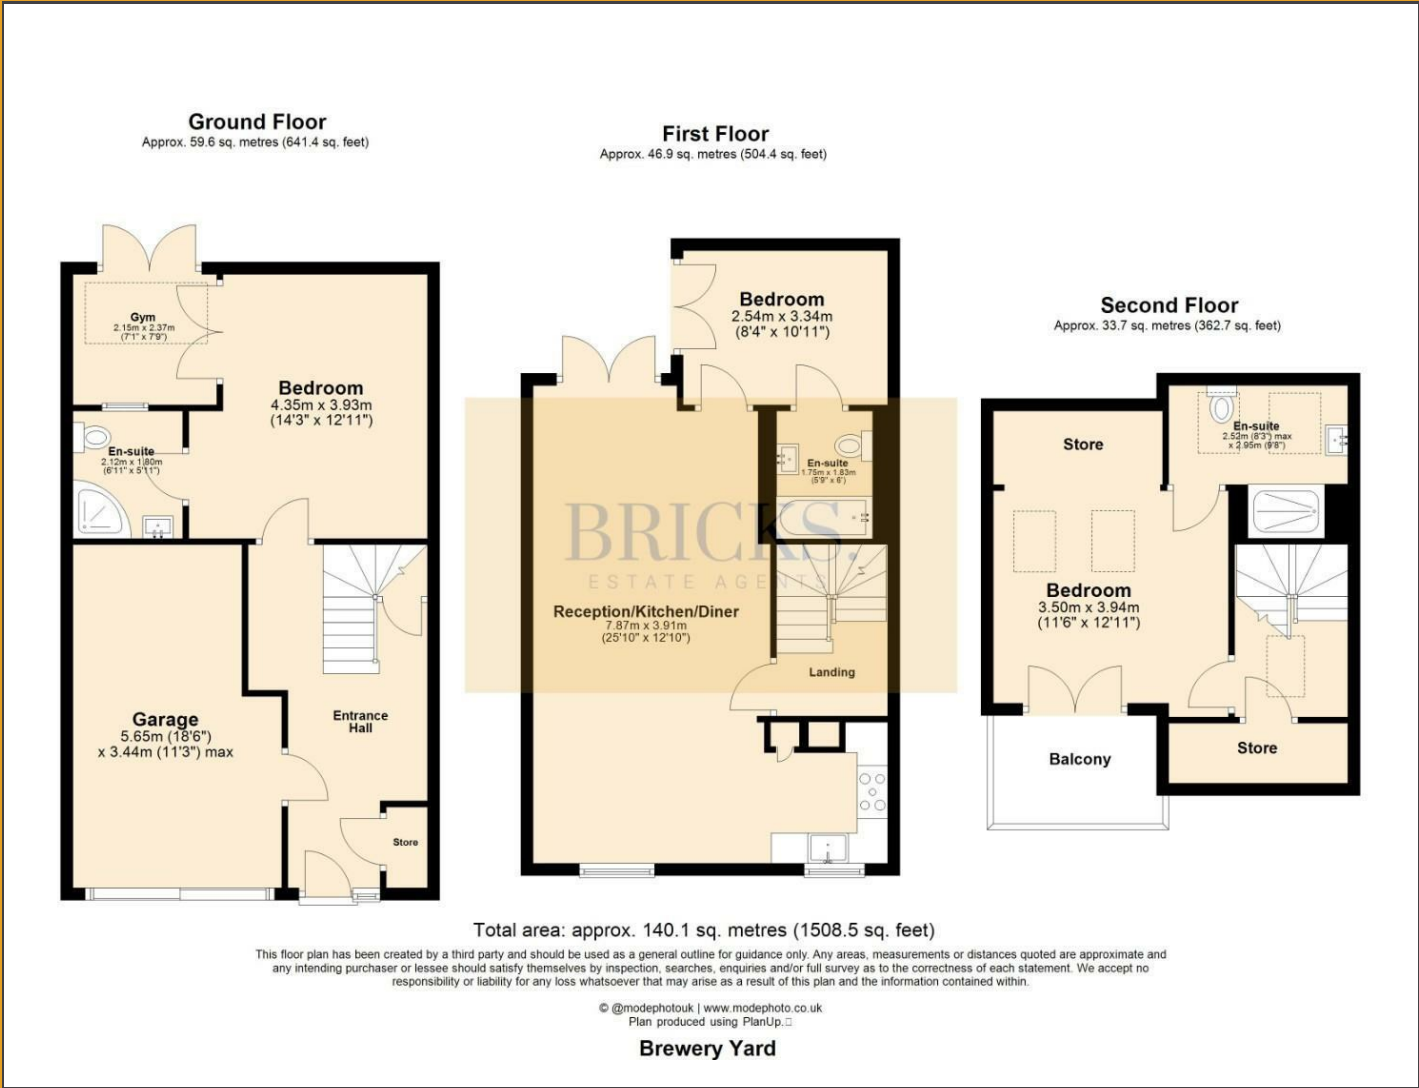 Ground Floor
Approx. 59.6 sq. metres (641.4 sq. feet)
Gym
2.15m x 2.37m
(7'1" x 7'9")
Bedroom
4.35m x 3.93m
(14'3" x 12'11")
En-suite
2.12m x 1.80m
(6'11" x 5'11")
Garage
5.65m (18'6")
x 3.44m (11'3") max
Entrance
Hall
Store
First Floor
Approx. 46.9 sq. metres (504.4 sq. feet)
Bedroom
2.54m x 3.34m
(8'4" x 10'11")
En-suite
1.75m x 1.83m
(5'9" x 6')
BRICKS.
ESTATE AGENTS
Reception/Kitchen/Diner
7.87m x 3.91m
(25'10" x 12'10")
Landing
Second Floor
Approx. 33.7 sq. metres (362.7 sq. feet)
Store
En-suite
2.52m (8'3") max
x 2.95m (9'8")
Bedroom
3.50m x 3.94m
(11'6" x 12'11")
Balcony
Store
Total area: approx. 140.1 sq. metres (1508.5 sq. feet)
This floor plan has been created by a third party and should be used as a general outline for guidance only. Any areas, measurements or distances quoted are approximate and
any intending purchaser or lessee should satisfy themselves by inspection, searches, enquiries and/or full survey as to the correctness of each statement. We accept no
responsibility or liability for any loss whatsoever that may arise as a result of this plan and the information contained within.
© @modephotouk | www.modephoto.co.uk
Plan produced using PlanUp.
Brewery Yard